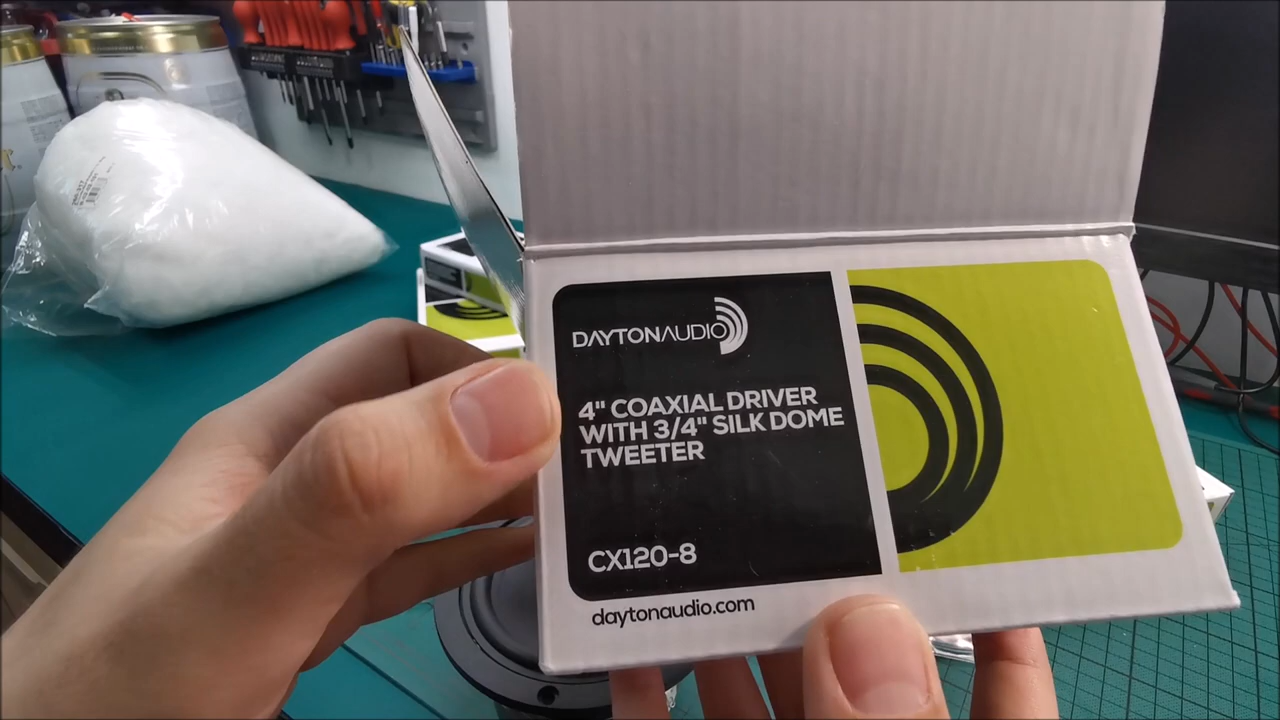 DAYTONAUDIO
4" COAXIAL DRIVER
WITH 3/4" SILK DOME
TWEETER
CX120-8
daytonaudio.com